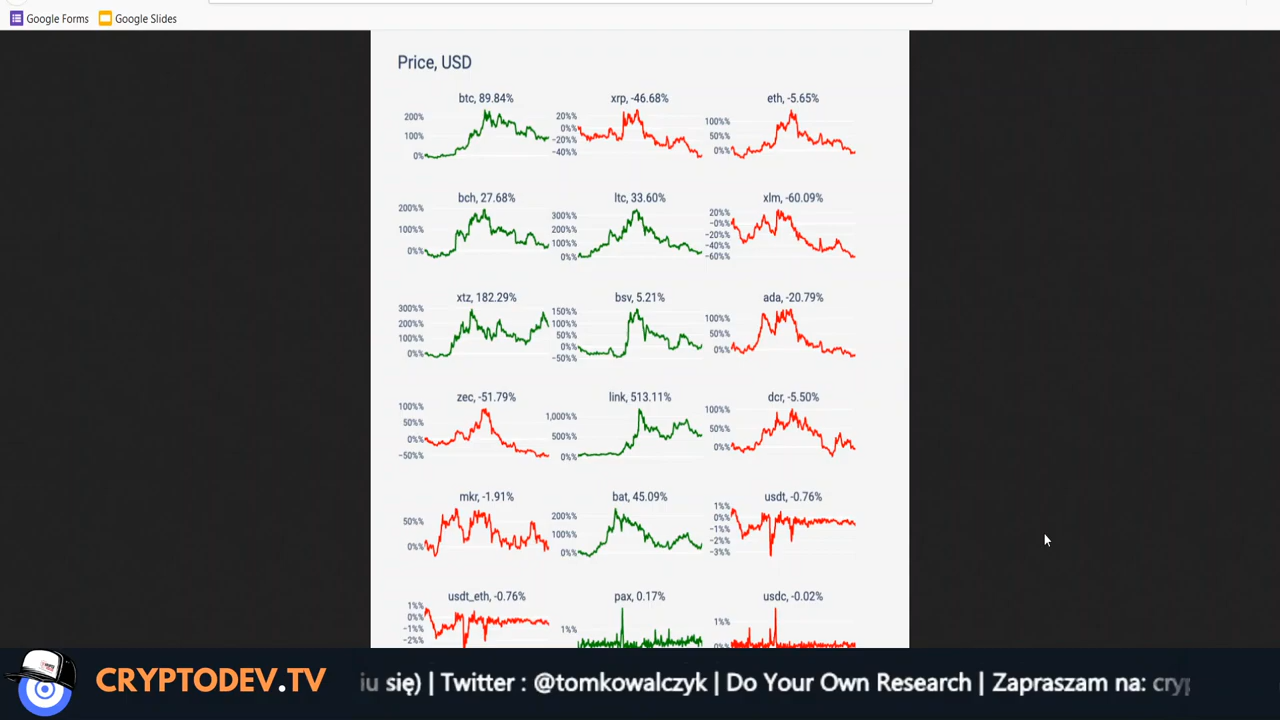 Google Forms Google Slides
Price, USD
btc, 89.84% xrp, -46.68% eth, -5.65%
200% 100% 0% 20% 0% −20% −40% 100% 50% 0%
bch, 27.68% ltc, 33.60% xlm, -60.09%
200% 100% 0% 300% 200% 100% 0% 20% −0% −20% −40% −60%
xtz, 182.29% bsv, 5.21% ada, -20.79%
300% 200% 100% 0% 150% 100% 50% 0% −50% 100% 50% 0%
zec, -51.79% link, 513.11% dcr, -5.50%
100% 50% 0% −50% 1,000% 500% 0% 100% 50% 0%
mkr, -1.91% bat, 45.09% usdt, -0.76%
50% 0% 200% 100% 0% 1% 0% −1% −2% −3%
usdt_eth, -0.76% pax, 0.17% usdc, -0.02%
1% 0% −1% −2% 1% 1%
CRYPTODEV.TV iu się) | Twitter : @tomkowalczyk | Do Your Own Research | Zapraszam na: cryp